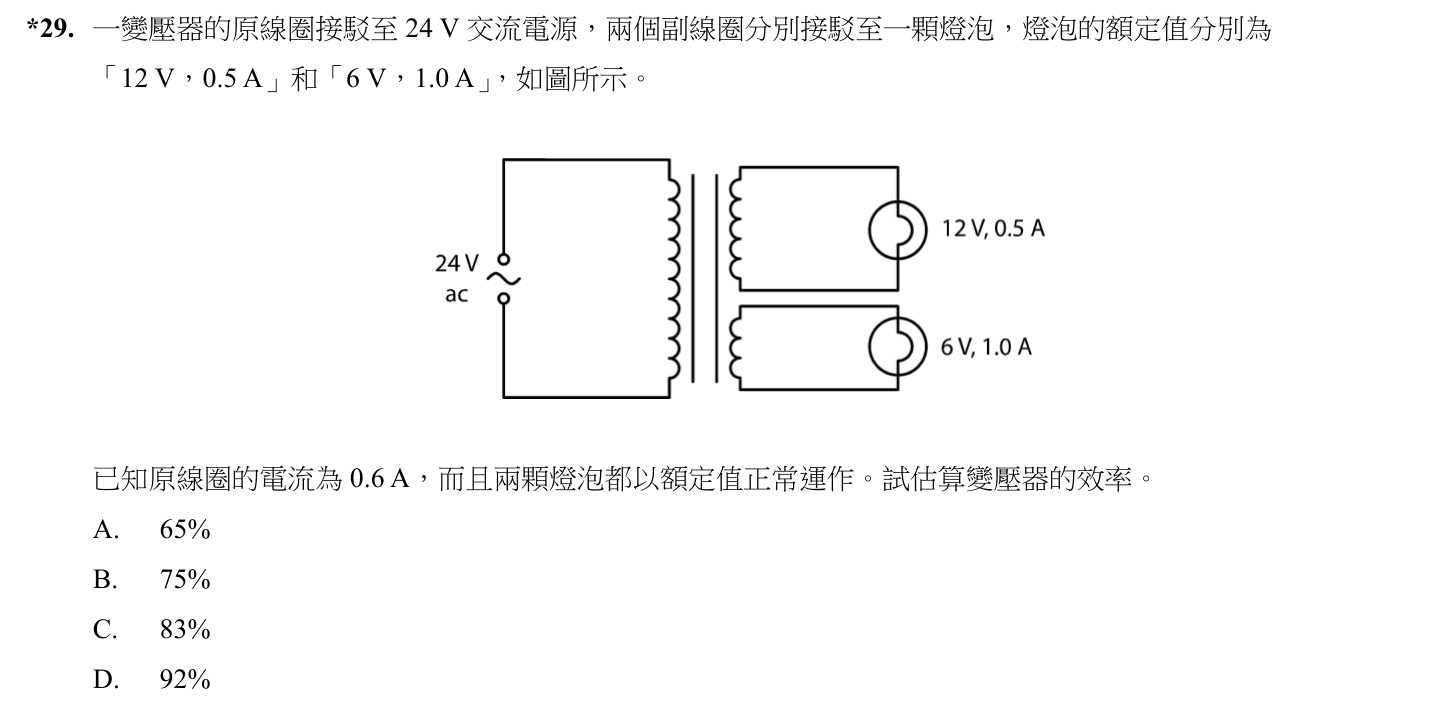 *29. 一變壓器的原線圈接駁至 24 V 交流電源，兩個副線圈分別接駁至一顆燈泡，燈泡的額定值分別為
「12 V，0.5 A」和「6 V，1.0 A」，如圖所示。
24 V
ac
12 V, 0.5 A
6 V, 1.0 A
已知原線圈的電流為 0.6 A，而且兩顆燈泡都以額定值正常運作。試估算變壓器的效率。
A. 65%
B. 75%
C. 83%
D. 92%